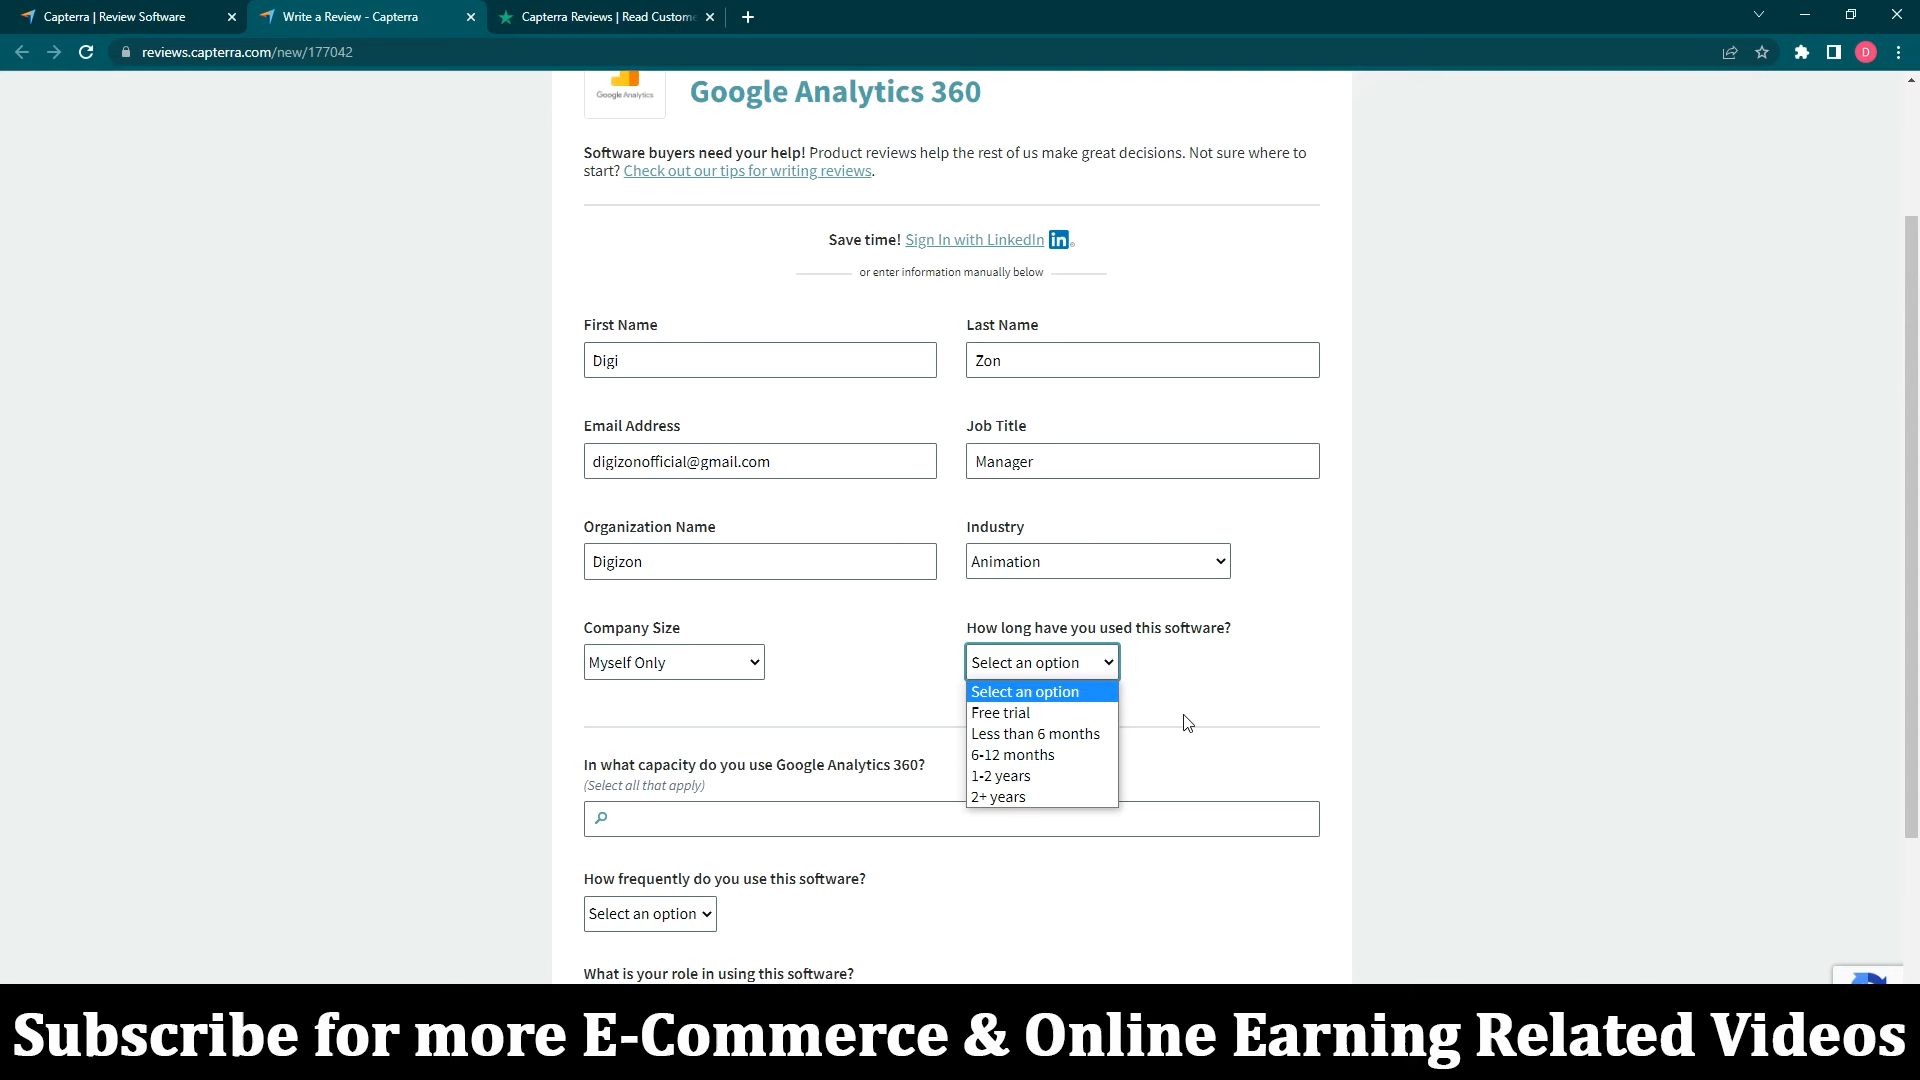 Capterra | Review Software
Write a Review - Capterra
Capterra Reviews | Read Custome
reviews.capterra.com/new/177042
D
Google Analytics
Google Analytics 360
Software buyers need your help! Product reviews help the rest of us make great decisions. Not sure where to
start? Check out our tips for writing reviews.
Save time! Sign In with LinkedIn in
or enter information manually below
First Name
Last Name
Digi
Zon
Email Address
Job Title
digizonofficial@gmail.com
Manager
Organization Name
Industry
Digizon
Animation
Company Size
How long have you used this software?
Myself Only
Select an option
Select an option
Free trial
Less than 6 months
6-12 months
1-2 years
2+ years
In what capacity do you use Google Analytics 360?
(Select all that apply)
How frequently do you use this software?
Select an option
What is your role in using this software?
Subscribe for more E-Commerce & Online Earning Related Videos